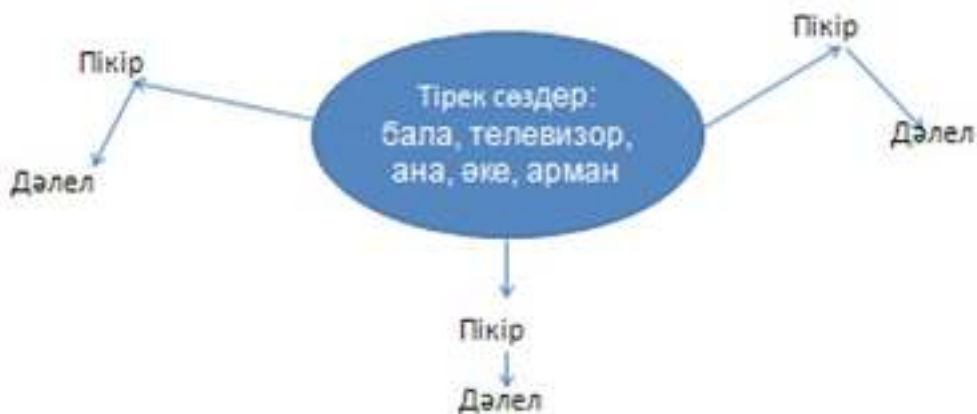 Пікір
Дәлел
Тірек сөздер:
бала, телевизор,
ана, әке, арман
Пікір
Дәлел
Пікір
Дәлел